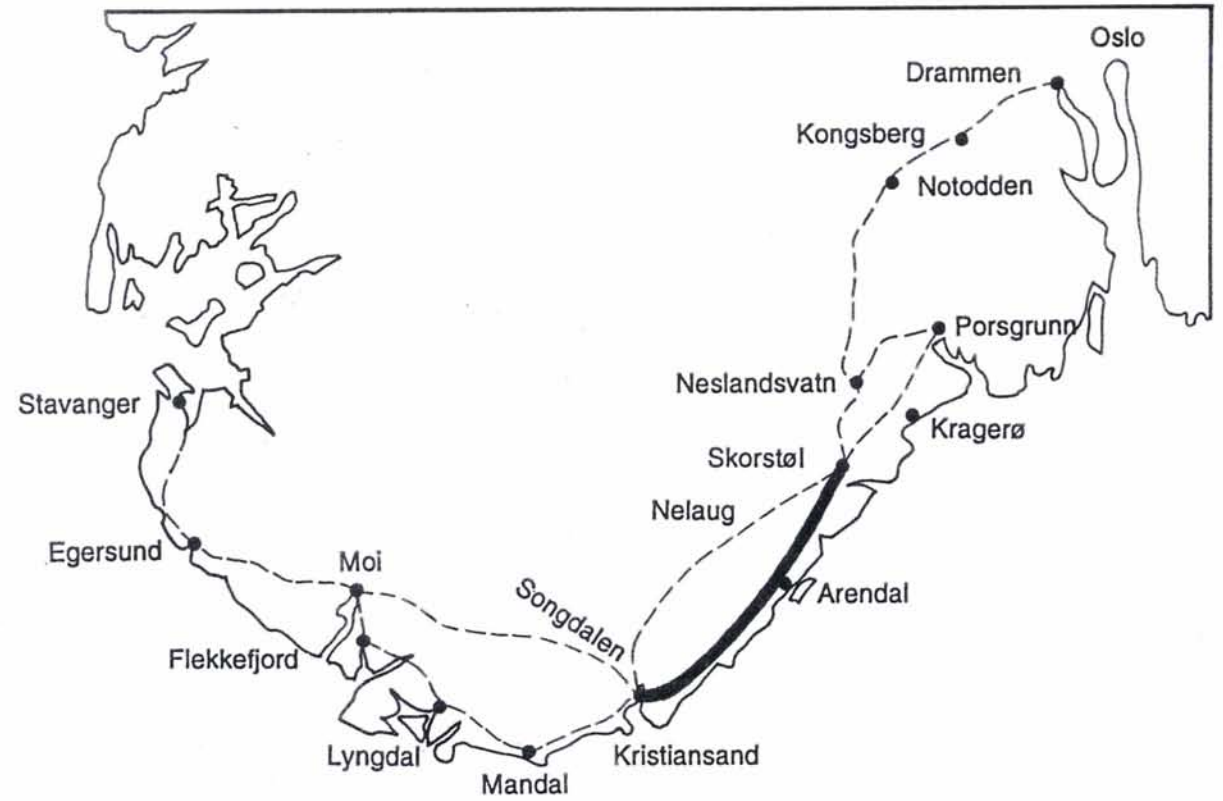 Oslo
Drammen
Kongsberg
Notodden
Porsgrunn
Neslandsvatn
Stavanger
Kragerø
Skorstøl
Nelaug
Egersund
Moi
Songdalen
Arendal
Flekkefjord
Lyngdal
Kristiansand
Mandal